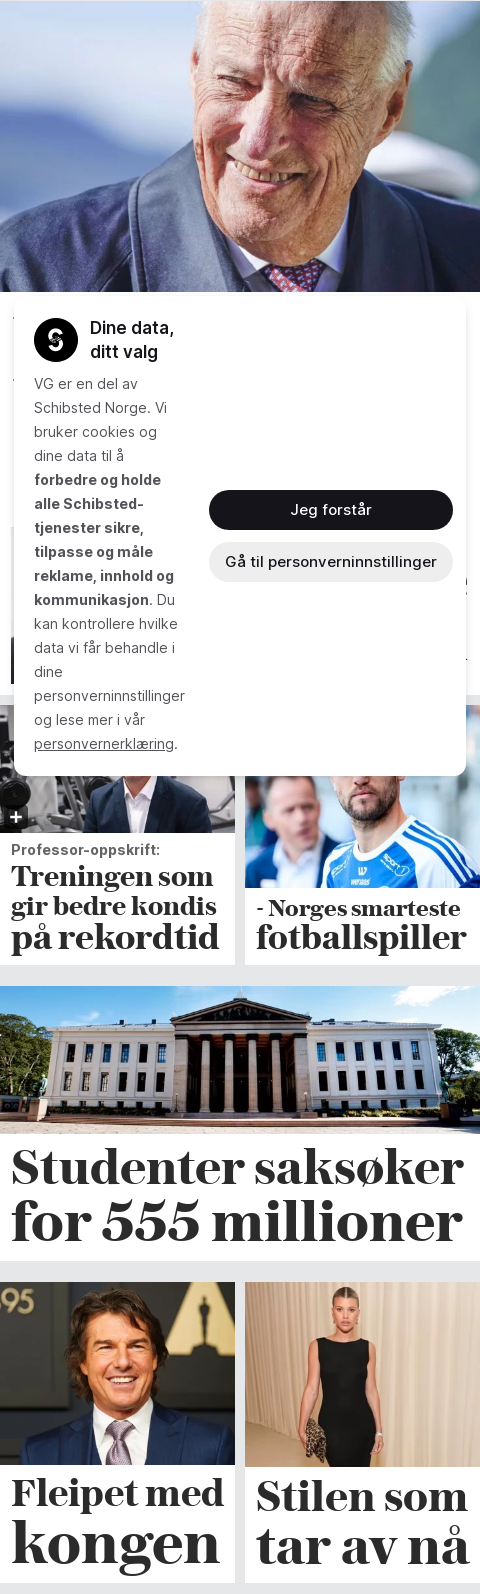 Dine data,
ditt valg
VG er en del av
Schibsted Norge. Vi
bruker cookies og
dine data til å
forbedre og holde
alle Schibsted-
tjenester sikre,
tilpasse og måle
reklame, innhold og
kommunikasjon. Du
kan kontrollere hvilke
data vi får behandle i
dine
personverninnstillinger
og lese mer i vår
personvernerklæring.
Jeg forstår
Gå til personverninnstillinger
Professor-oppskrift:
Treningen som
gir bedre kondis
på rekordtid
- Norges smarteste
fotballspiller
Studenter saksøker
for 555 millioner
95
Fleipet med
kongen
Stilen som
tar av nå